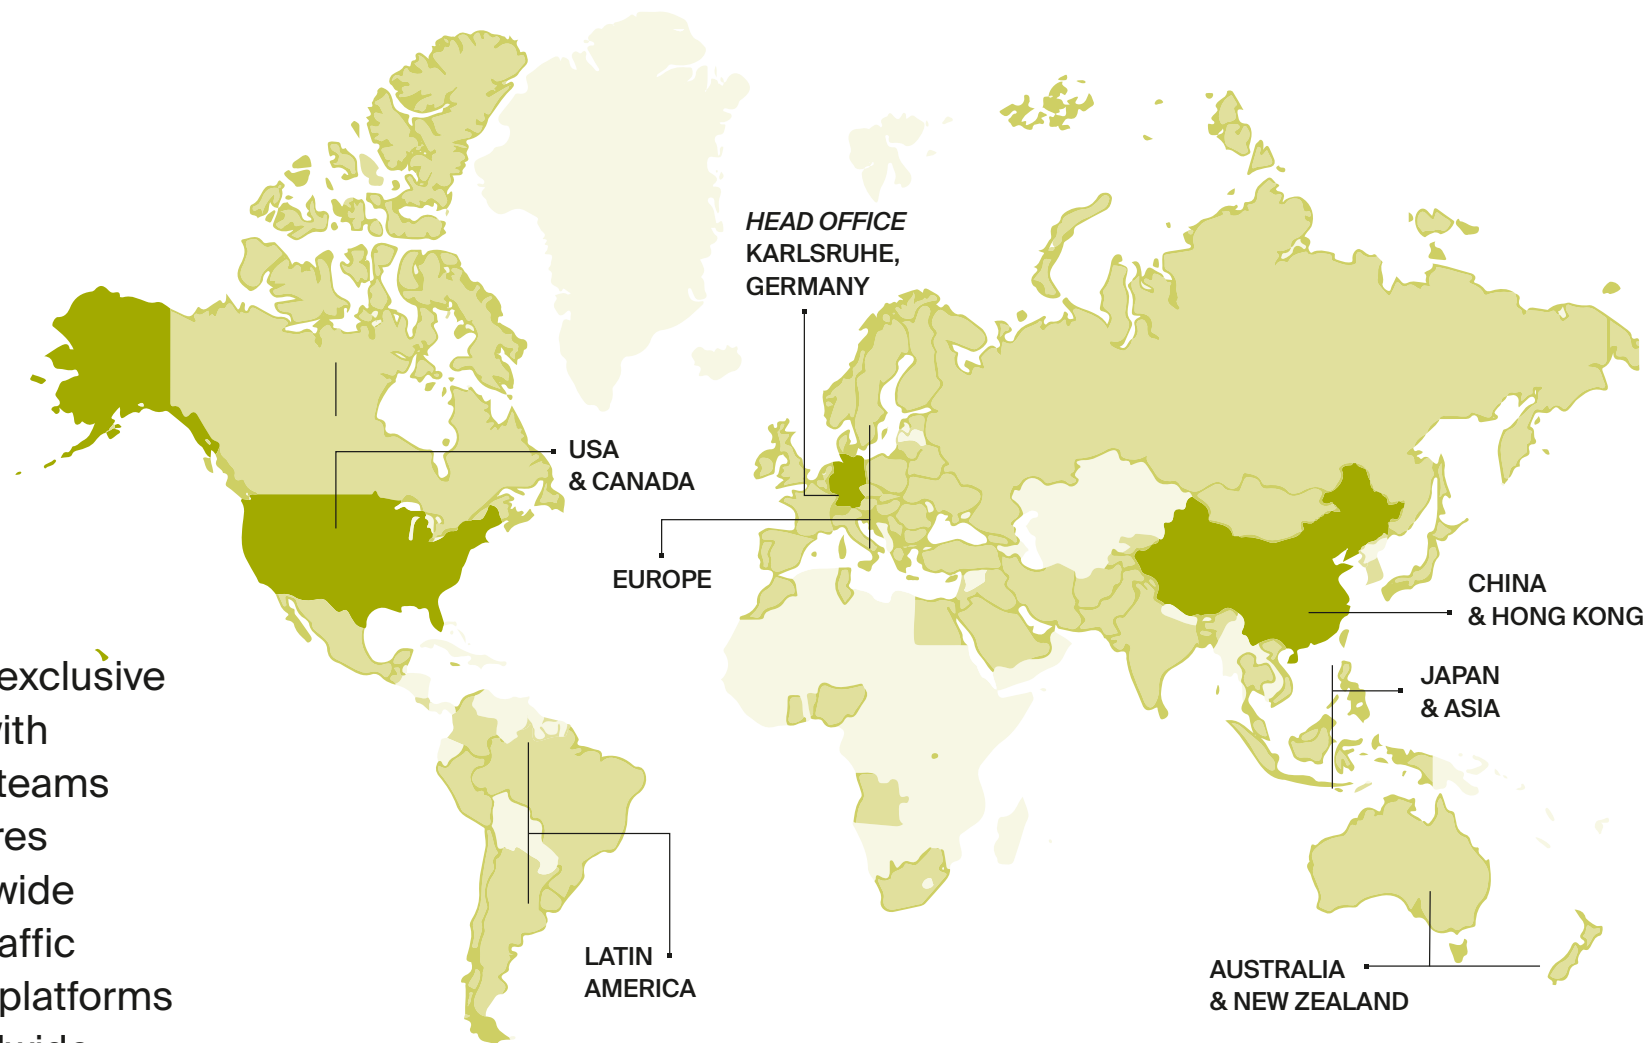 HEAD OFFICE
KARLSRUHE,
GERMANY
USA
& CANADA
EUROPE
CHINA
& HONG KONG
JAPAN
& ASIA
LATIN
AMERICA
AUSTRALIA
& NEW ZEALAND
exclusive
with
teams
res
wide
affic
platforms